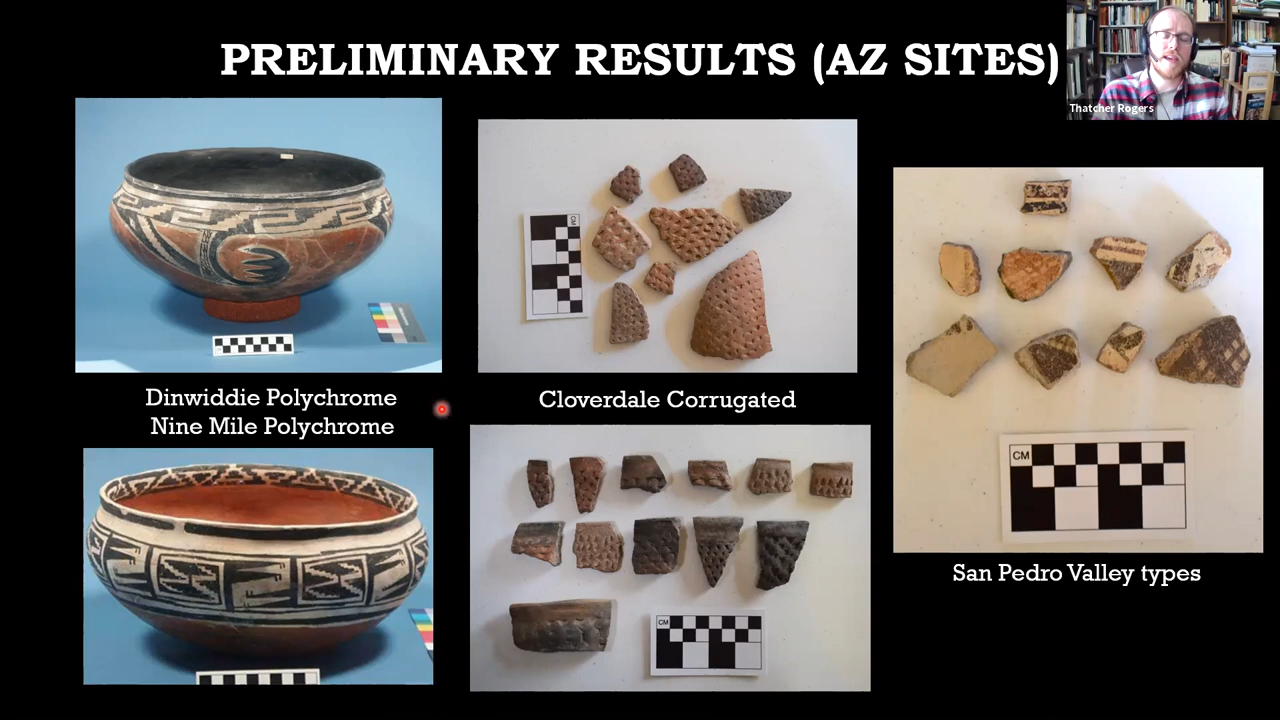 PRELIMINARY RESULTS (AZ SITES)
Thatcher Rogers
Dinwiddie Polychrome
Nine Mile Polychrome
Cloverdale Corrugated
San Pedro Valley types
CM
CM
CM